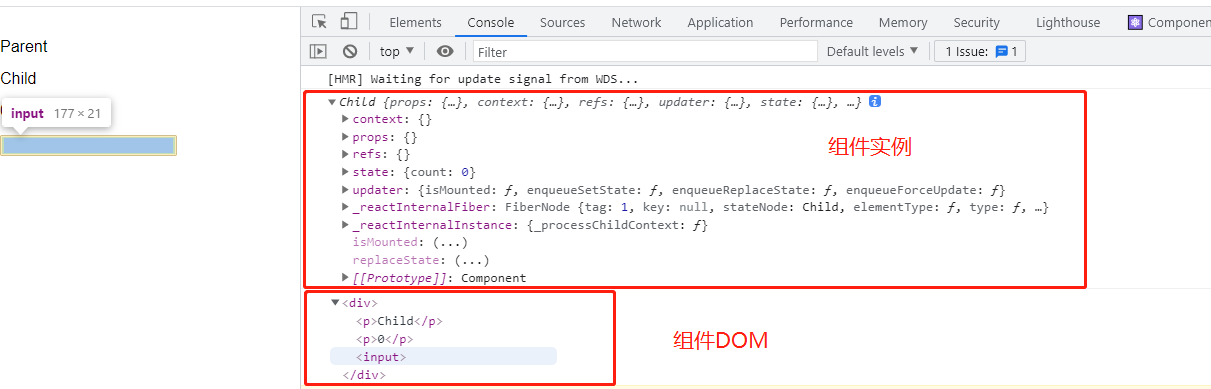 Elements Console Sources Network Application Performance Memory Security Lighthouse Componen
top Filter Default levels 1 Issue: 1
Parent
Child
input 177 × 21
[HMR] Waiting for update signal from WDS...
Child {props: {…}, context: {…}, refs: {…}, updater: {…}, state: {…}, …}
context: {}
props: {}
refs: {}
state: {count: 0}
updater: {isMounted: ƒ, enqueueSetState: ƒ, enqueueReplaceState: ƒ, enqueueForceUpdate: ƒ}
_reactInternalFiber: FiberNode {tag: 1, key: null, stateNode: Child, elementType: ƒ, type: ƒ, …}
_reactInternalInstance: {_processChildContext: ƒ}
isMounted: (...)
replaceState: (...)
[[Prototype]]: Component
组件实例
<div>
<p>Child</p>
<p>0</p>
<input>
</div>
组件DOM